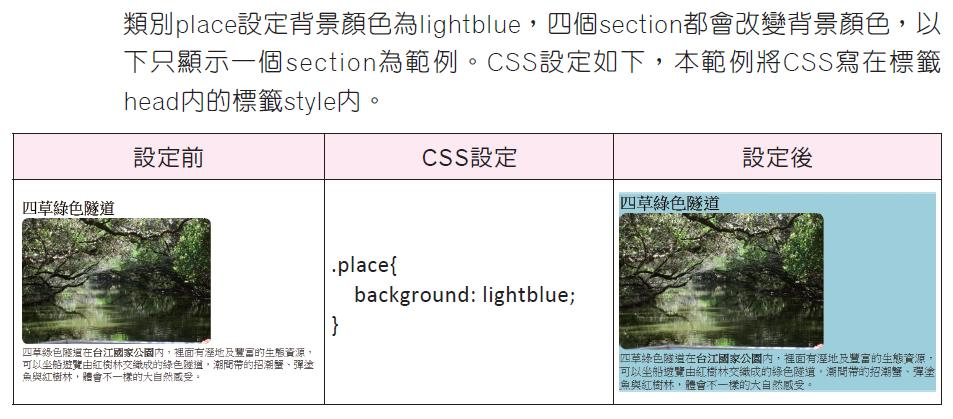 類別place設定背景顏色為lightblue，四個section都會改變背景顏色，以
下只顯示一個section為範例。CSS設定如下，本範例將CSS寫在標籤
head内的標籤style内。
設定前
CSS設定
設定後
四草綠色隧道
四草綠色隧道在台江國家公園內，裡面有溼地及豐富的生態資源，
可以坐船遊覽由紅樹林交織成的綠色隧道，潮間帶的招潮蟹、彈塗
魚與紅樹林，體會不一樣的大自然感受。
.place{
background: lightblue;
}
四草綠色隧道
四草綠色隧道在台江國家公園內，裡面有溼地及豐富的生態資源，
可以坐船遊覽由紅樹林交織成的綠色隧道，潮間帶的招潮蟹、彈塗
魚與紅樹林，體會不一樣的大自然感受。